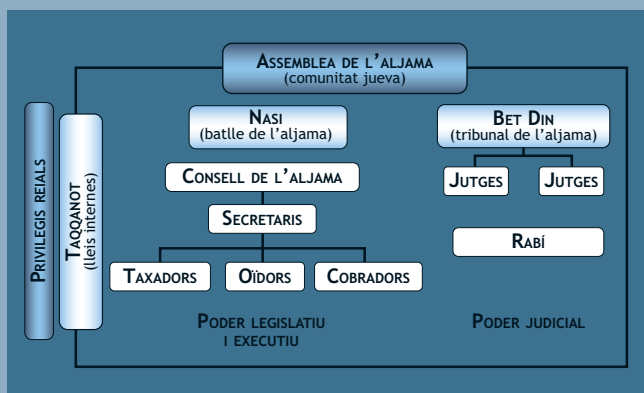 Assemblea de l'aljama
(comunitat jueva)
Privilegis reials
Taqqanot
(lleis internes)
Nasi
(batlle de l'aljama)
Consell de l'aljama
Secretaris
Taxadors
Oïdors
Cobradors
Poder legislatiu
i executiu
Bet Din
(tribunal de l'aljama)
Jutges
Jutges
Rabí
Poder judicial